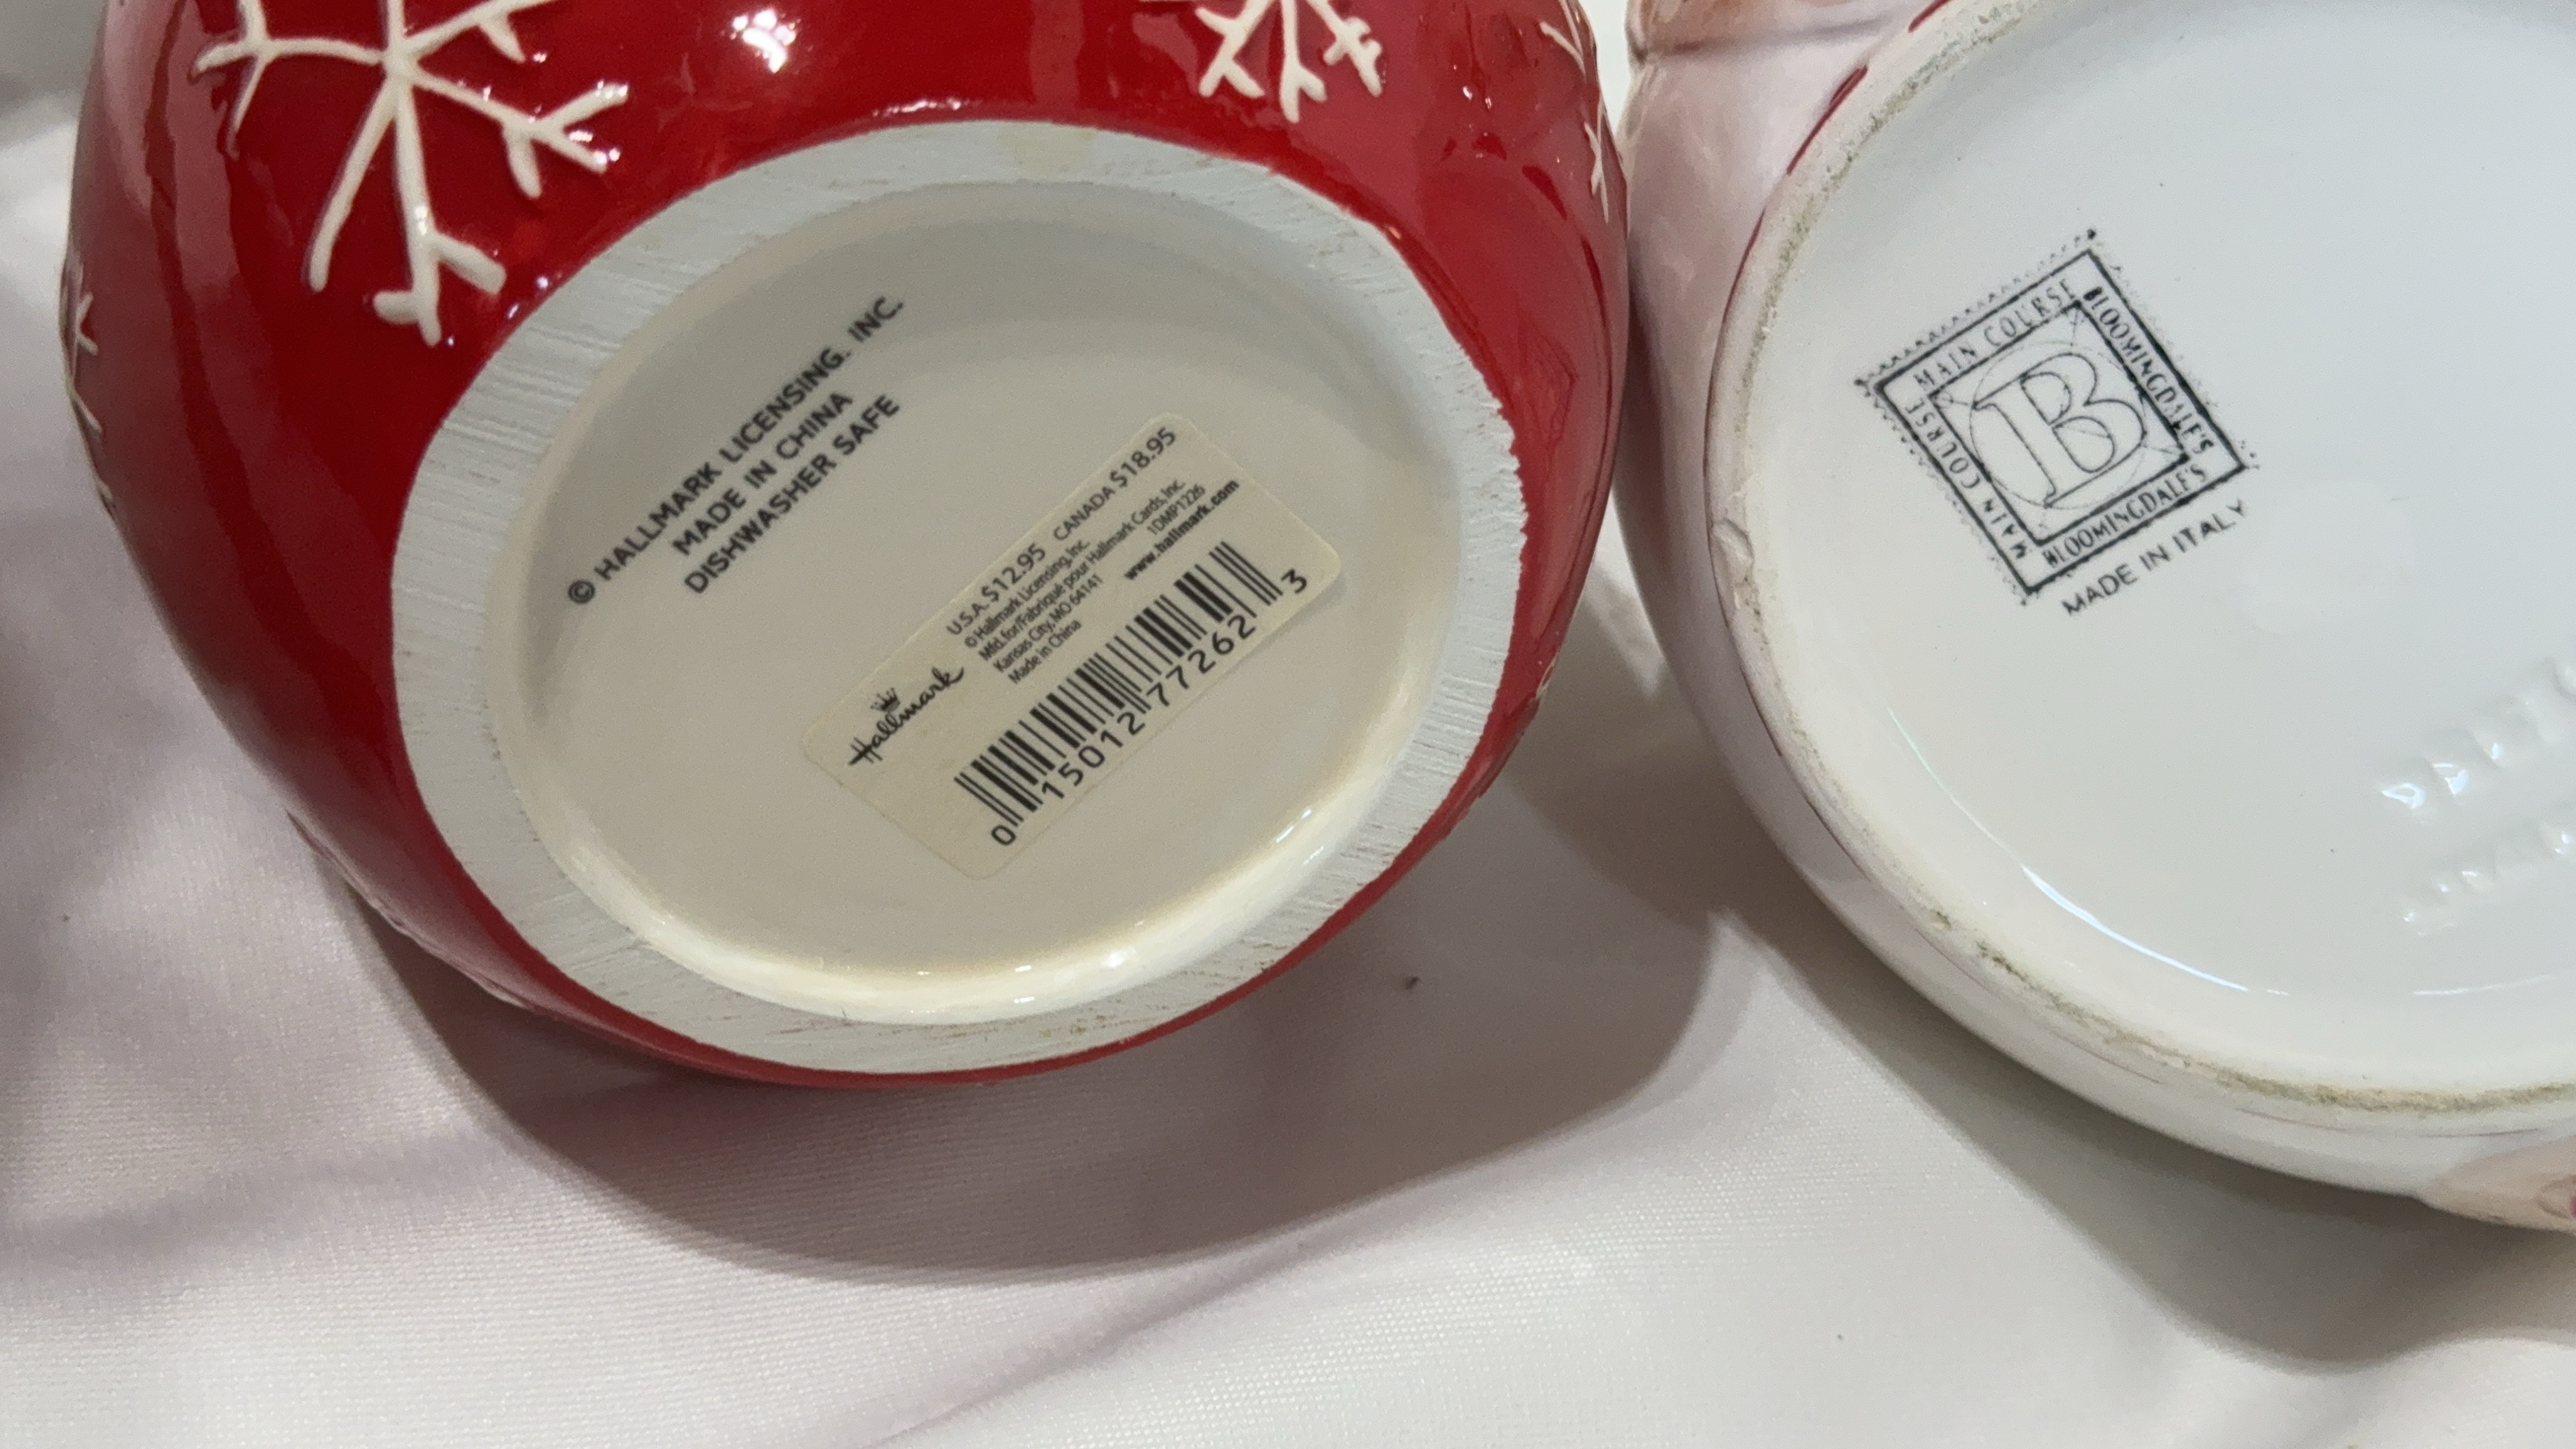 © HALLMARK LICENSING, INC.
MADE IN CHINA
DISHWASHER SAFE
U.S.A. $12.95 CANADA $18.95
© Hallmark Licensing, Inc.
Mfd. for/Fabriqué pour Hallmark Cards, Inc.
Kansas City, MO 64141 1DMP1226
Made in China www.hallmark.com
Hallmark
0 15012 77262 3
MAIN COURSE
BLOOMINGDALE'S
MAIN COURSE
BLOOMINGDALE'S
B
MADE IN ITALY